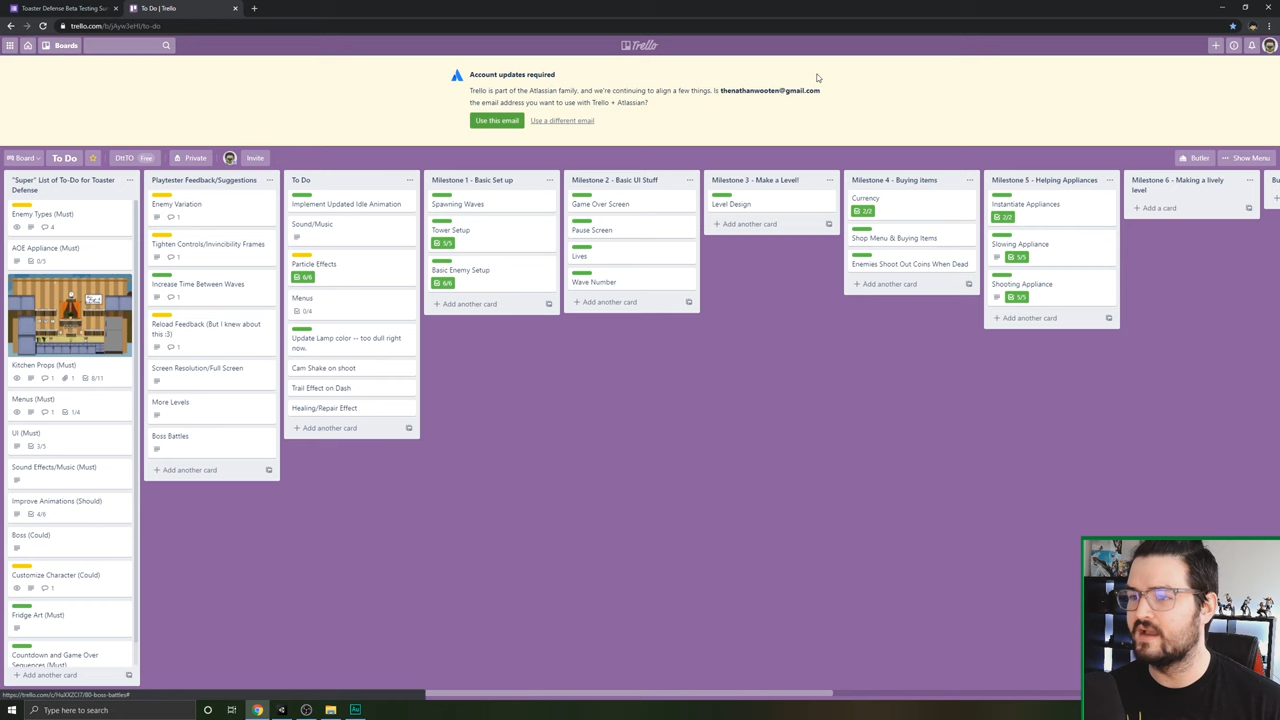 Toaster Defense Beta Testing Sur
To Do | Trello
trello.com/b/jAyw3eHl/to-do
Boards
Trello
Account updates required
Trello is part of the Atlassian family, and we're continuing to align a few things. Is thenathanwooten@gmail.com
the email address you want to use with Trello + Atlassian?
Use this email
Use a different email
Board
To Do
DttTO Free
Private
Invite
Butler
Show Menu
"Super" List of To-Do for Toaster
Defense
Enemy Types (Must)
4
AOE Appliance (Must)
0/5
Kitchen Props (Must)
1 1 8/11
Menus (Must)
1 1/4
UI (Must)
3/5
Sound Effects/Music (Must)
Improve Animations (Should)
4/6
Boss (Could)
Customize Character (Could)
1
Fridge Art (Must)
Countdown and Game Over
Sequences (Must)
Add another card
Playtester Feedback/Suggestions
Enemy Variation
1
Tighten Controls/Invincibility Frames
1
Increase Time Between Waves
1
Reload Feedback (But I knew about
this :3)
1
Screen Resolution/Full Screen
More Levels
Boss Battles
Add another card
To Do
Implement Updated Idle Animation
Sound/Music
Particle Effects
6/6
Menus
0/4
Update Lamp color -- too dull right
now.
Cam Shake on shoot
Trail Effect on Dash
Healing/Repair Effect
Add another card
Milestone 1 - Basic Set up
Spawning Waves
Tower Setup
5/5
Basic Enemy Setup
6/6
Add another card
Milestone 2 - Basic UI Stuff
Game Over Screen
Pause Screen
Lives
Wave Number
Add another card
Milestone 3 - Make a Level!
Level Design
Add another card
Milestone 4 - Buying items
Currency
2/2
Shop Menu & Buying Items
Enemies Shoot Out Coins When Dead
Add another card
Milestone 5 - Helping Appliances
Instantiate Appliances
2/2
Slowing Appliance
5/5
Shooting Appliance
5/5
Add another card
Milestone 6 - Making a lively
level
Add a card
Bu
Type here to search
Au